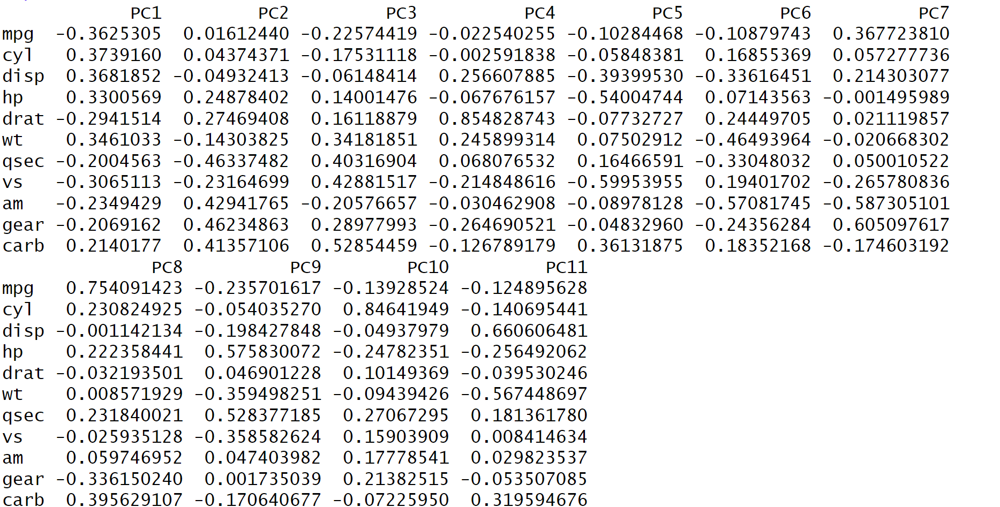 PC1 PC2 PC3 PC4 PC5 PC6 PC7
mpg -0.3625305 0.01612440 -0.22574419 -0.022540255 -0.10284468 -0.10879743 0.367723810
cyl 0.3739160 0.04374371 -0.17531118 -0.002591838 -0.05848381 0.16855369 0.057277736
disp 0.3681852 -0.04932413 -0.06148414 0.256607885 -0.39399530 -0.33616451 0.214303077
hp 0.3300569 0.24878402 0.14001476 -0.067676157 -0.54004744 0.07143563 -0.001495989
drat -0.2941514 0.27469408 0.16118879 0.854828743 -0.07732727 0.24449705 0.021119857
wt 0.3461033 -0.14303825 0.34181851 0.245899314 0.07502912 -0.46493964 -0.020668302
qsec -0.2004563 -0.46337482 0.40316904 0.068076532 0.16466591 -0.33048032 0.050010522
vs -0.3065113 -0.23164699 0.42881517 -0.214848616 -0.59953955 0.19401702 -0.265780836
am -0.2349429 0.42941765 -0.20576657 -0.030462908 -0.08978128 -0.57081745 -0.587305101
gear -0.2069162 0.46234863 0.28977993 -0.264690521 -0.04832960 -0.24356284 0.605097617
carb 0.2140177 0.41357106 0.52854459 -0.126789179 0.36131875 0.18352168 -0.174603192
PC8 PC9 PC10 PC11
mpg 0.754091423 -0.235701617 -0.13928524 -0.124895628
cyl 0.230824925 -0.054035270 0.84641949 -0.140695441
disp -0.001142134 -0.198427848 -0.04937979 0.660606481
hp 0.222358441 0.575830072 -0.24782351 -0.256492062
drat -0.032193501 0.046901228 0.10149369 -0.039530246
wt 0.008571929 -0.359498251 -0.09439426 -0.567448697
qsec 0.231840021 0.528377185 0.27067295 0.181361780
vs -0.025935128 -0.358582624 0.15903909 0.008414634
am 0.059746952 0.047403982 0.17778541 0.029823537
gear -0.336150240 0.001735039 0.21382515 -0.053507085
carb 0.395629107 -0.170640677 -0.07225950 0.319594676